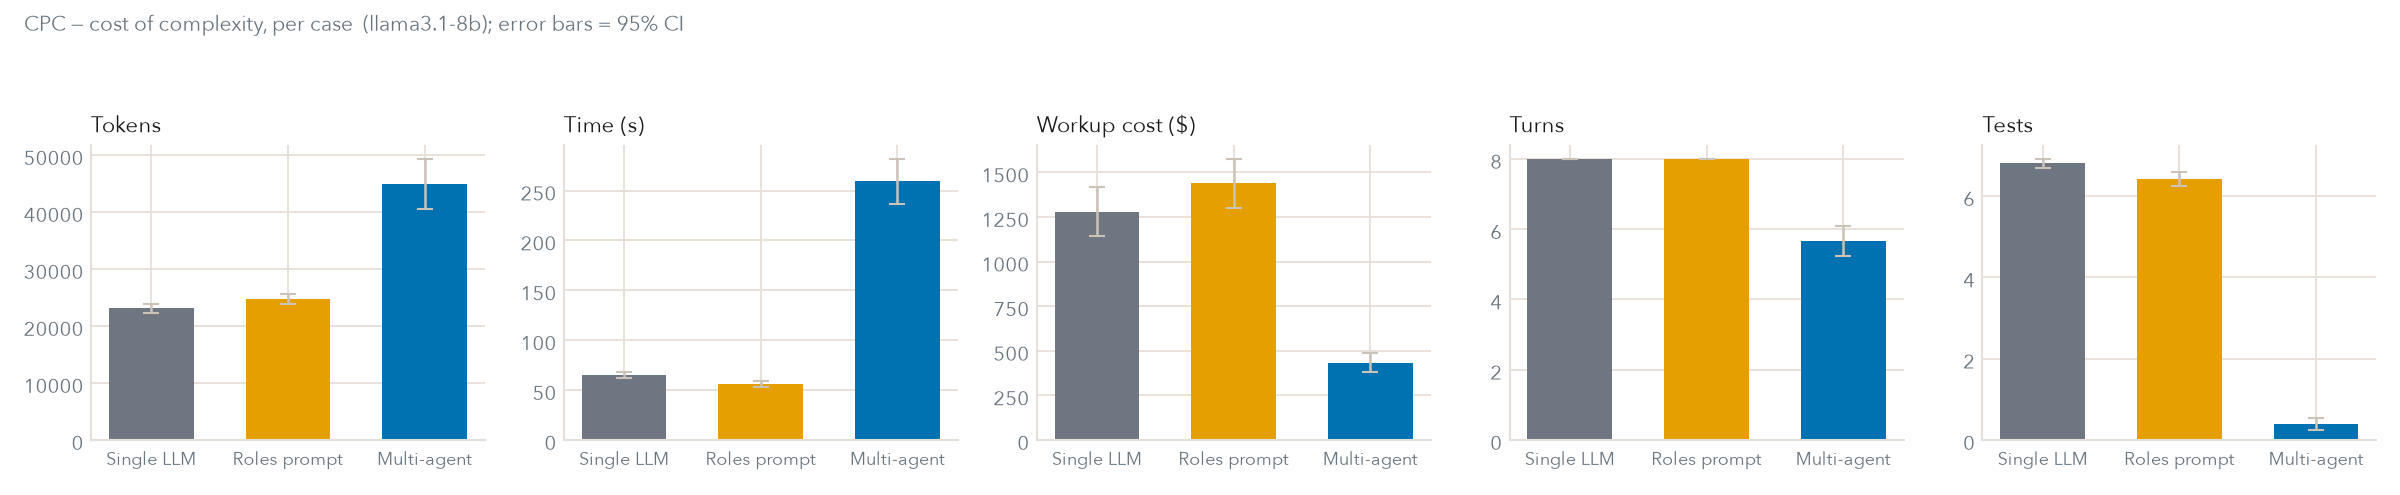 CPC – cost of complexity, per case (llama3.1-8b); error bars = 95% CI
Tokens
50000
40000
30000
20000
10000
0
Single LLM Roles prompt Multi-agent
Time (s)
250
200
150
100
50
0
Single LLM Roles prompt Multi-agent
Workup cost ($)
1500
1250
1000
750
500
250
0
Single LLM Roles prompt Multi-agent
Turns
8
6
4
2
0
Single LLM Roles prompt Multi-agent
Tests
6
4
2
0
Single LLM Roles prompt Multi-agent